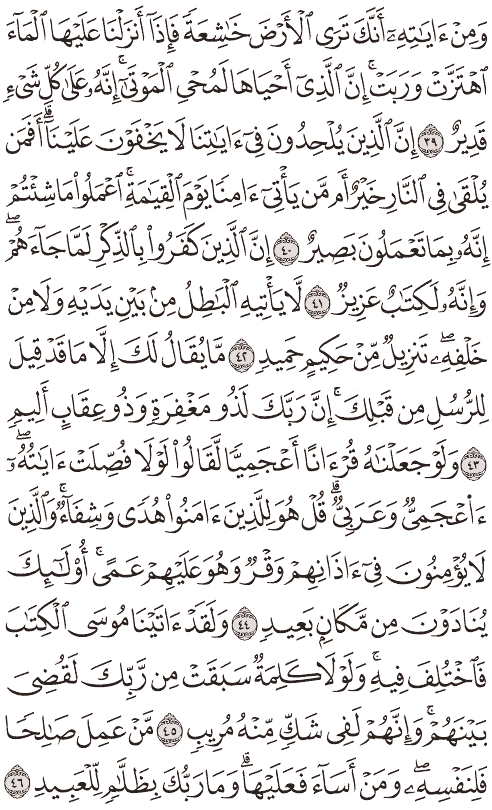 وَمِنْ ءَايَـٰتِهِۦٓ أَنَّكَ تَرَى ٱلْأَرْضَ خَـٰشِعَةً فَإِذَآ أَنزَلْنَا عَلَيْهَا ٱلْمَآءَ
ٱهْتَزَّتْ وَرَبَتْ ۚ إِنَّ ٱلَّذِىٓ أَحْيَاهَا لَمُحْىِ ٱلْمَوْتَىٰٓ ۚ إِنَّهُۥ عَلَىٰ كُلِّ شَىْءٍ
قَدِيرٌ ٣٩ إِنَّ ٱلَّذِينَ يُلْحِدُونَ فِىٓ ءَايَـٰتِنَا لَا يَخْفَوْنَ عَلَيْنَآ ۗ أَفَمَن
يُلْقَىٰ فِى ٱلنَّارِ خَيْرٌ أَم مَّن يَأْتِىٓ ءَامِنًا يَوْمَ ٱلْقِيَـٰمَةِ ۚ ٱعْمَلُوا۟ مَا شِئْتُمْ ۖ
إِنَّهُۥ بِمَا تَعْمَلُونَ بَصِيرٌ ٤٠ إِنَّ ٱلَّذِينَ كَفَرُوا۟ بِٱلذِّكْرِ لَمَّا جَآءَهُمْ ۖ
وَإِنَّهُۥ لَكِتَـٰبٌ عَزِيزٌ ٤١ لَّا يَأْتِيهِ ٱلْبَـٰطِلُ مِنۢ بَيْنِ يَدَيْهِ وَلَا مِنْ
خَلْفِهِۦ ۖ تَنزِيلٌ مِّنْ حَكِيمٍ حَمِيدٍ ٤٢ مَّا يُقَالُ لَكَ إِلَّا مَا قَدْ قِيلَ
لِلرُّسُلِ مِن قَبْلِكَ ۚ إِنَّ رَبَّكَ لَذُو مَغْفِرَةٍ وَذُو عِقَابٍ أَلِيمٍ
٤٣ وَلَوْ جَعَلْنَـٰهُ قُرْءَانًا أَعْجَمِيًّا لَّقَالُوا۟ لَوْلَا فُصِّلَتْ ءَايَـٰتُهُۥٓ ۖ
ءَا۬عْجَمِىٌّ وَعَرَبِىٌّ ۗ قُلْ هُوَ لِلَّذِينَ ءَامَنُوا۟ هُدًى وَشِفَآءٌ ۖ وَٱلَّذِينَ
لَا يُؤْمِنُونَ فِىٓ ءَاذَانِهِمْ وَقْرٌ وَهُوَ عَلَيْهِمْ عَمًى ۚ أُو۟لَـٰٓئِكَ
يُنَادَوْنَ مِن مَّكَانٍۭ بَعِيدٍ ٤٤ وَلَقَدْ ءَاتَيْنَا مُوسَى ٱلْكِتَـٰبَ
فَٱخْتُلِفَ فِيهِ ۗ وَلَوْلَا كَلِمَةٌ سَبَقَتْ مِن رَّبِّكَ لَقُضِىَ
بَيْنَهُمْ ۚ وَإِنَّهُمْ لَفِى شَكٍّ مِّنْهُ مُرِيبٍ ٤٥ مَّنْ عَمِلَ صَـٰلِحًا
فَلِنَفْسِهِۦ ۖ وَمَنْ أَسَآءَ فَعَلَيْهَا ۗ وَمَا رَبُّكَ بِظَلَّـٰمٍ لِّلْعَبِيدِ ٤٦